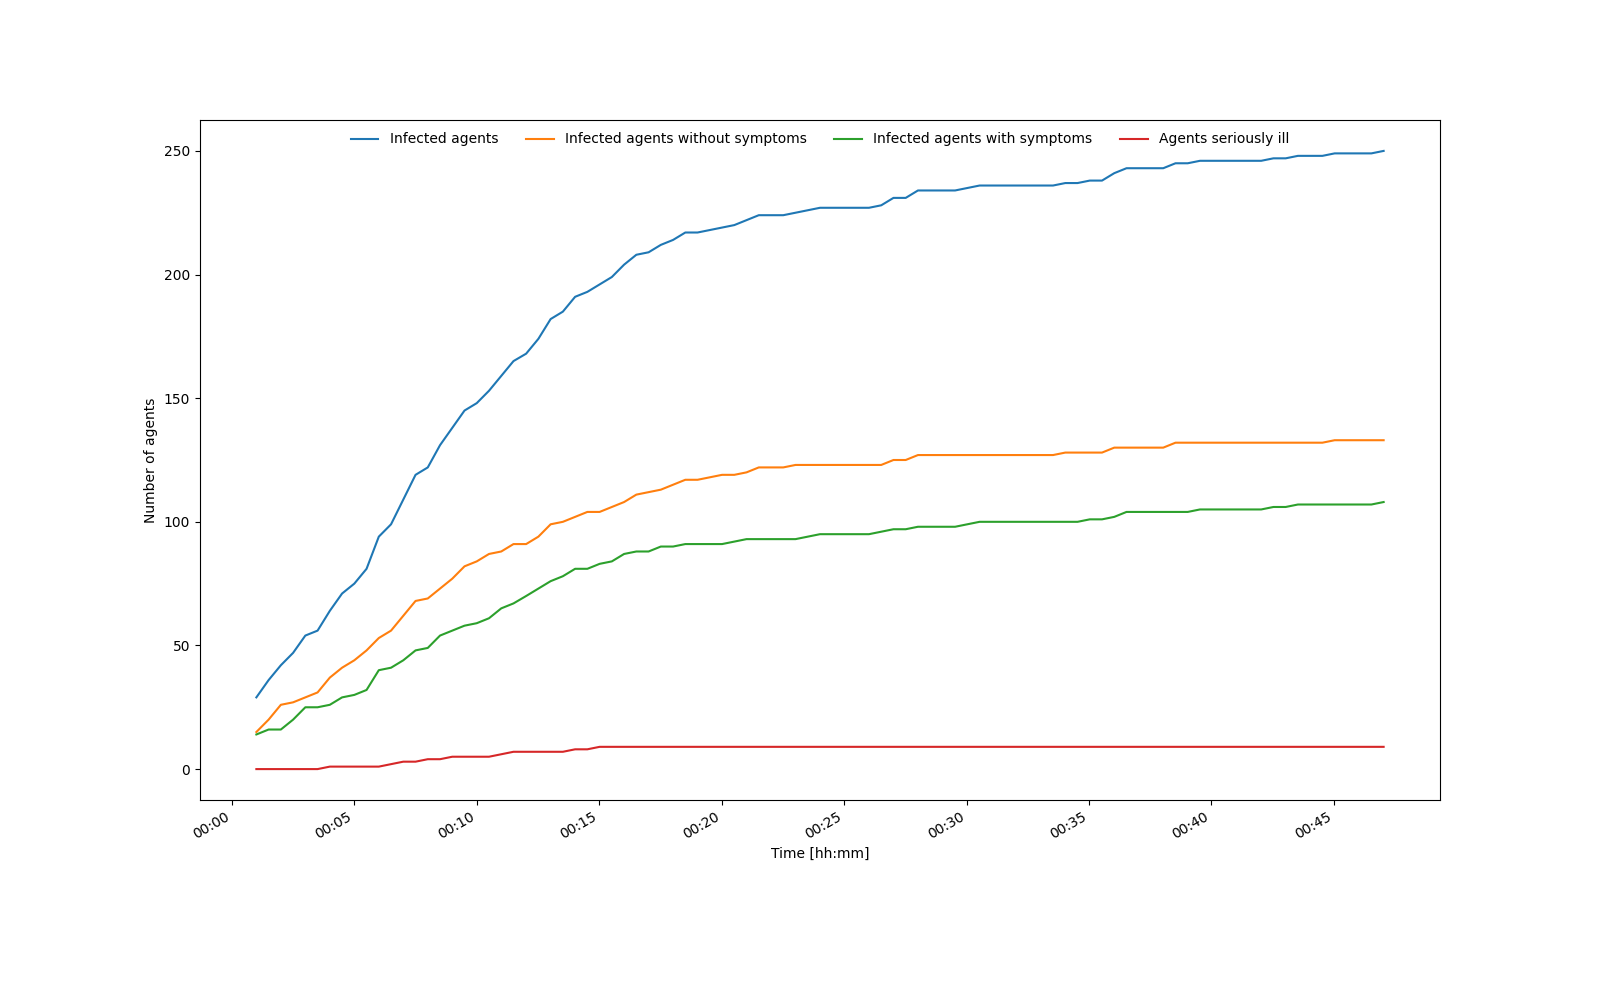 Infected agents Infected agents without symptoms Infected agents with symptoms Agents seriously ill
250
200
150
100
50
0
Number of agents
00:00 00:05 00:10 00:15 00:20 00:25 00:30 00:35 00:40 00:45
Time [hh:mm]